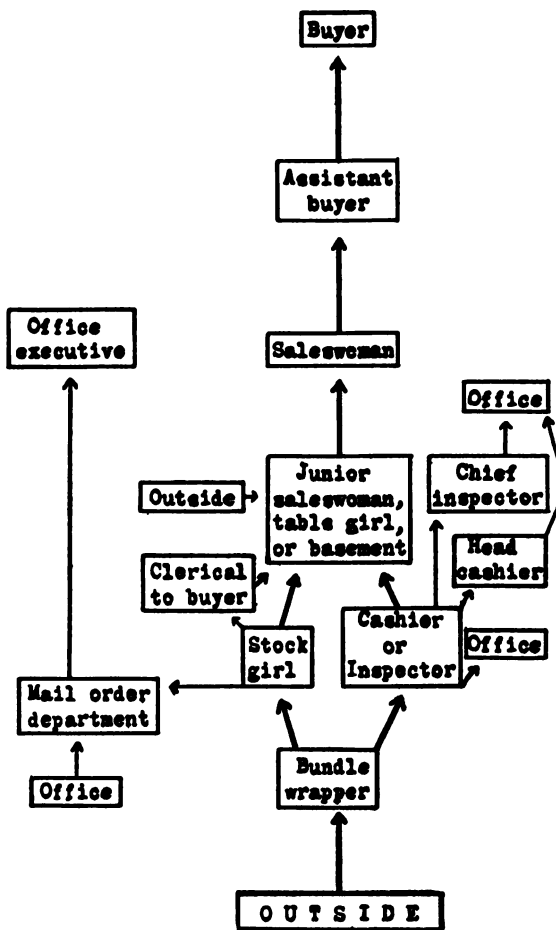 Buyer
Assistant
buyer
Office
executive
Saleswoman
Office
Junior
saleswoman,
table girl,
or basement
Chief
inspector
Outside
Head
cashier
Clerical
to buyer
Cashier
or
Inspector
Stock
girl
Office
Mail order
department
Bundle
wrapper
Office
OUTSIDE